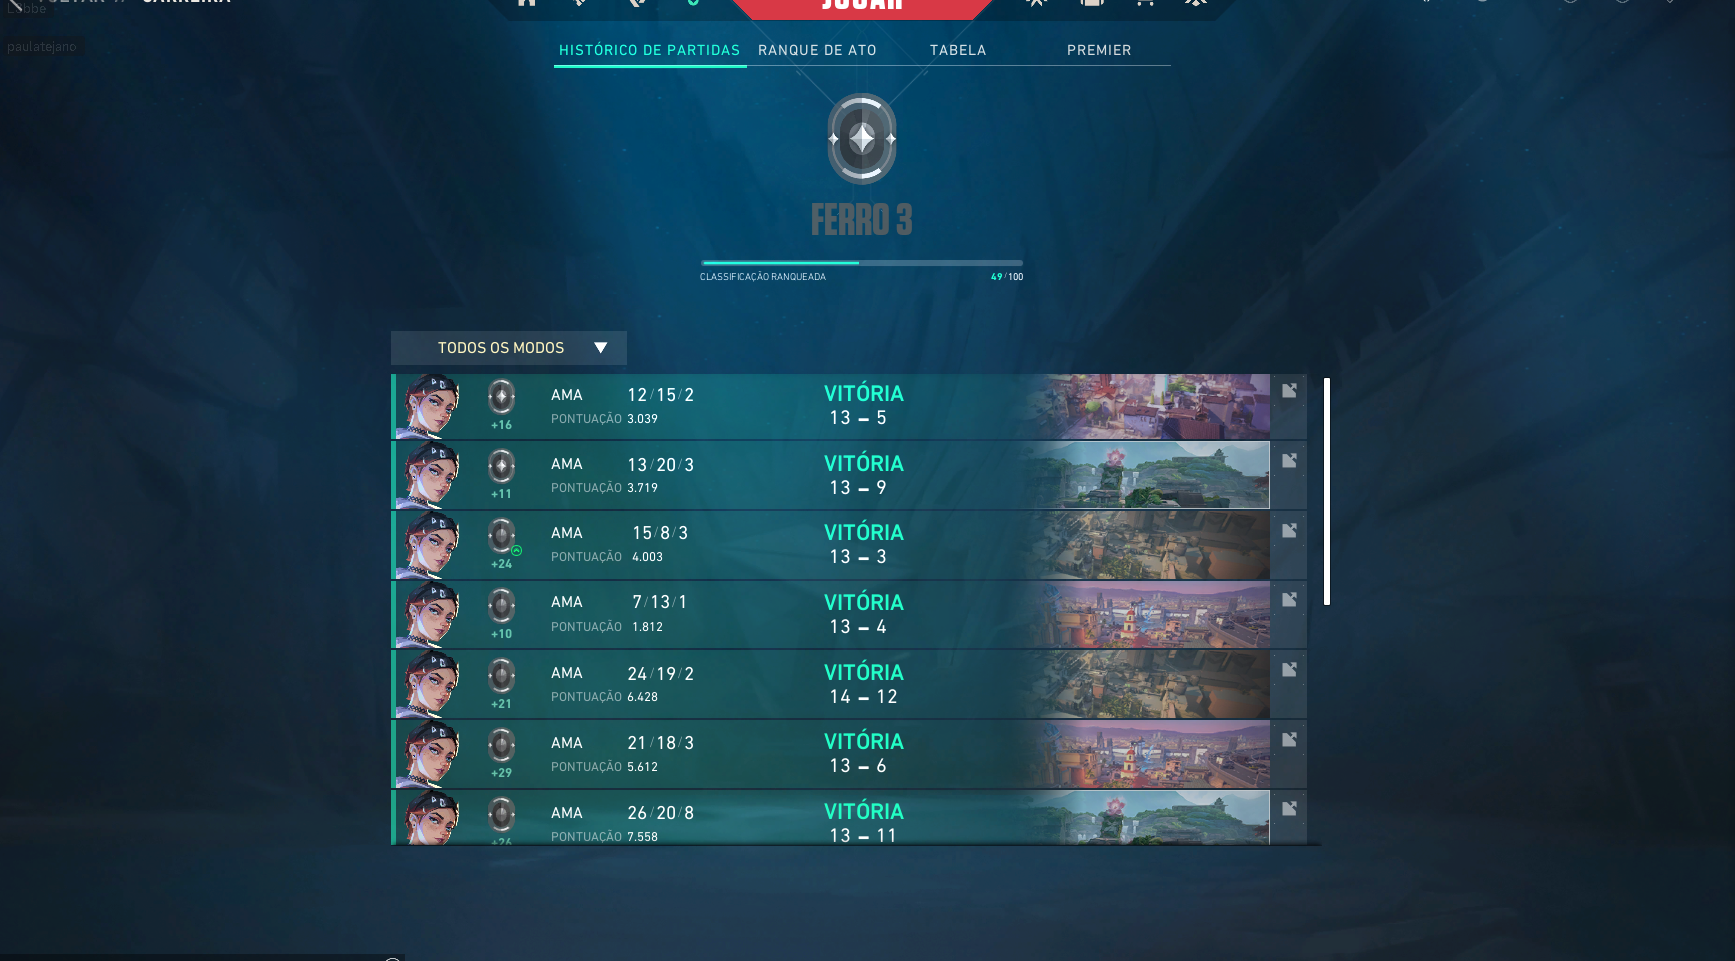 CARREIRA
JOGAR
paulatejano
HISTÓRICO DE PARTIDAS RANQUE DE ATO TABELA PREMIER
FERRO 3
CLASSIFICAÇÃO RANQUEADA 49/100
TODOS OS MODOS
AMA 12/15/2 VITÓRIA
+16 PONTUAÇÃO 3.039 13 – 5
AMA 13/20/3 VITÓRIA
+11 PONTUAÇÃO 3.719 13 – 9
AMA 15/8/3 VITÓRIA
+24 PONTUAÇÃO 4.003 13 – 3
AMA 7/13/1 VITÓRIA
+10 PONTUAÇÃO 1.812 13 – 4
AMA 24/19/2 VITÓRIA
+21 PONTUAÇÃO 6.428 14 – 12
AMA 21/18/3 VITÓRIA
+29 PONTUAÇÃO 5.612 13 – 6
AMA 26/20/8 VITÓRIA
+26 PONTUAÇÃO 7.558 13 – 11